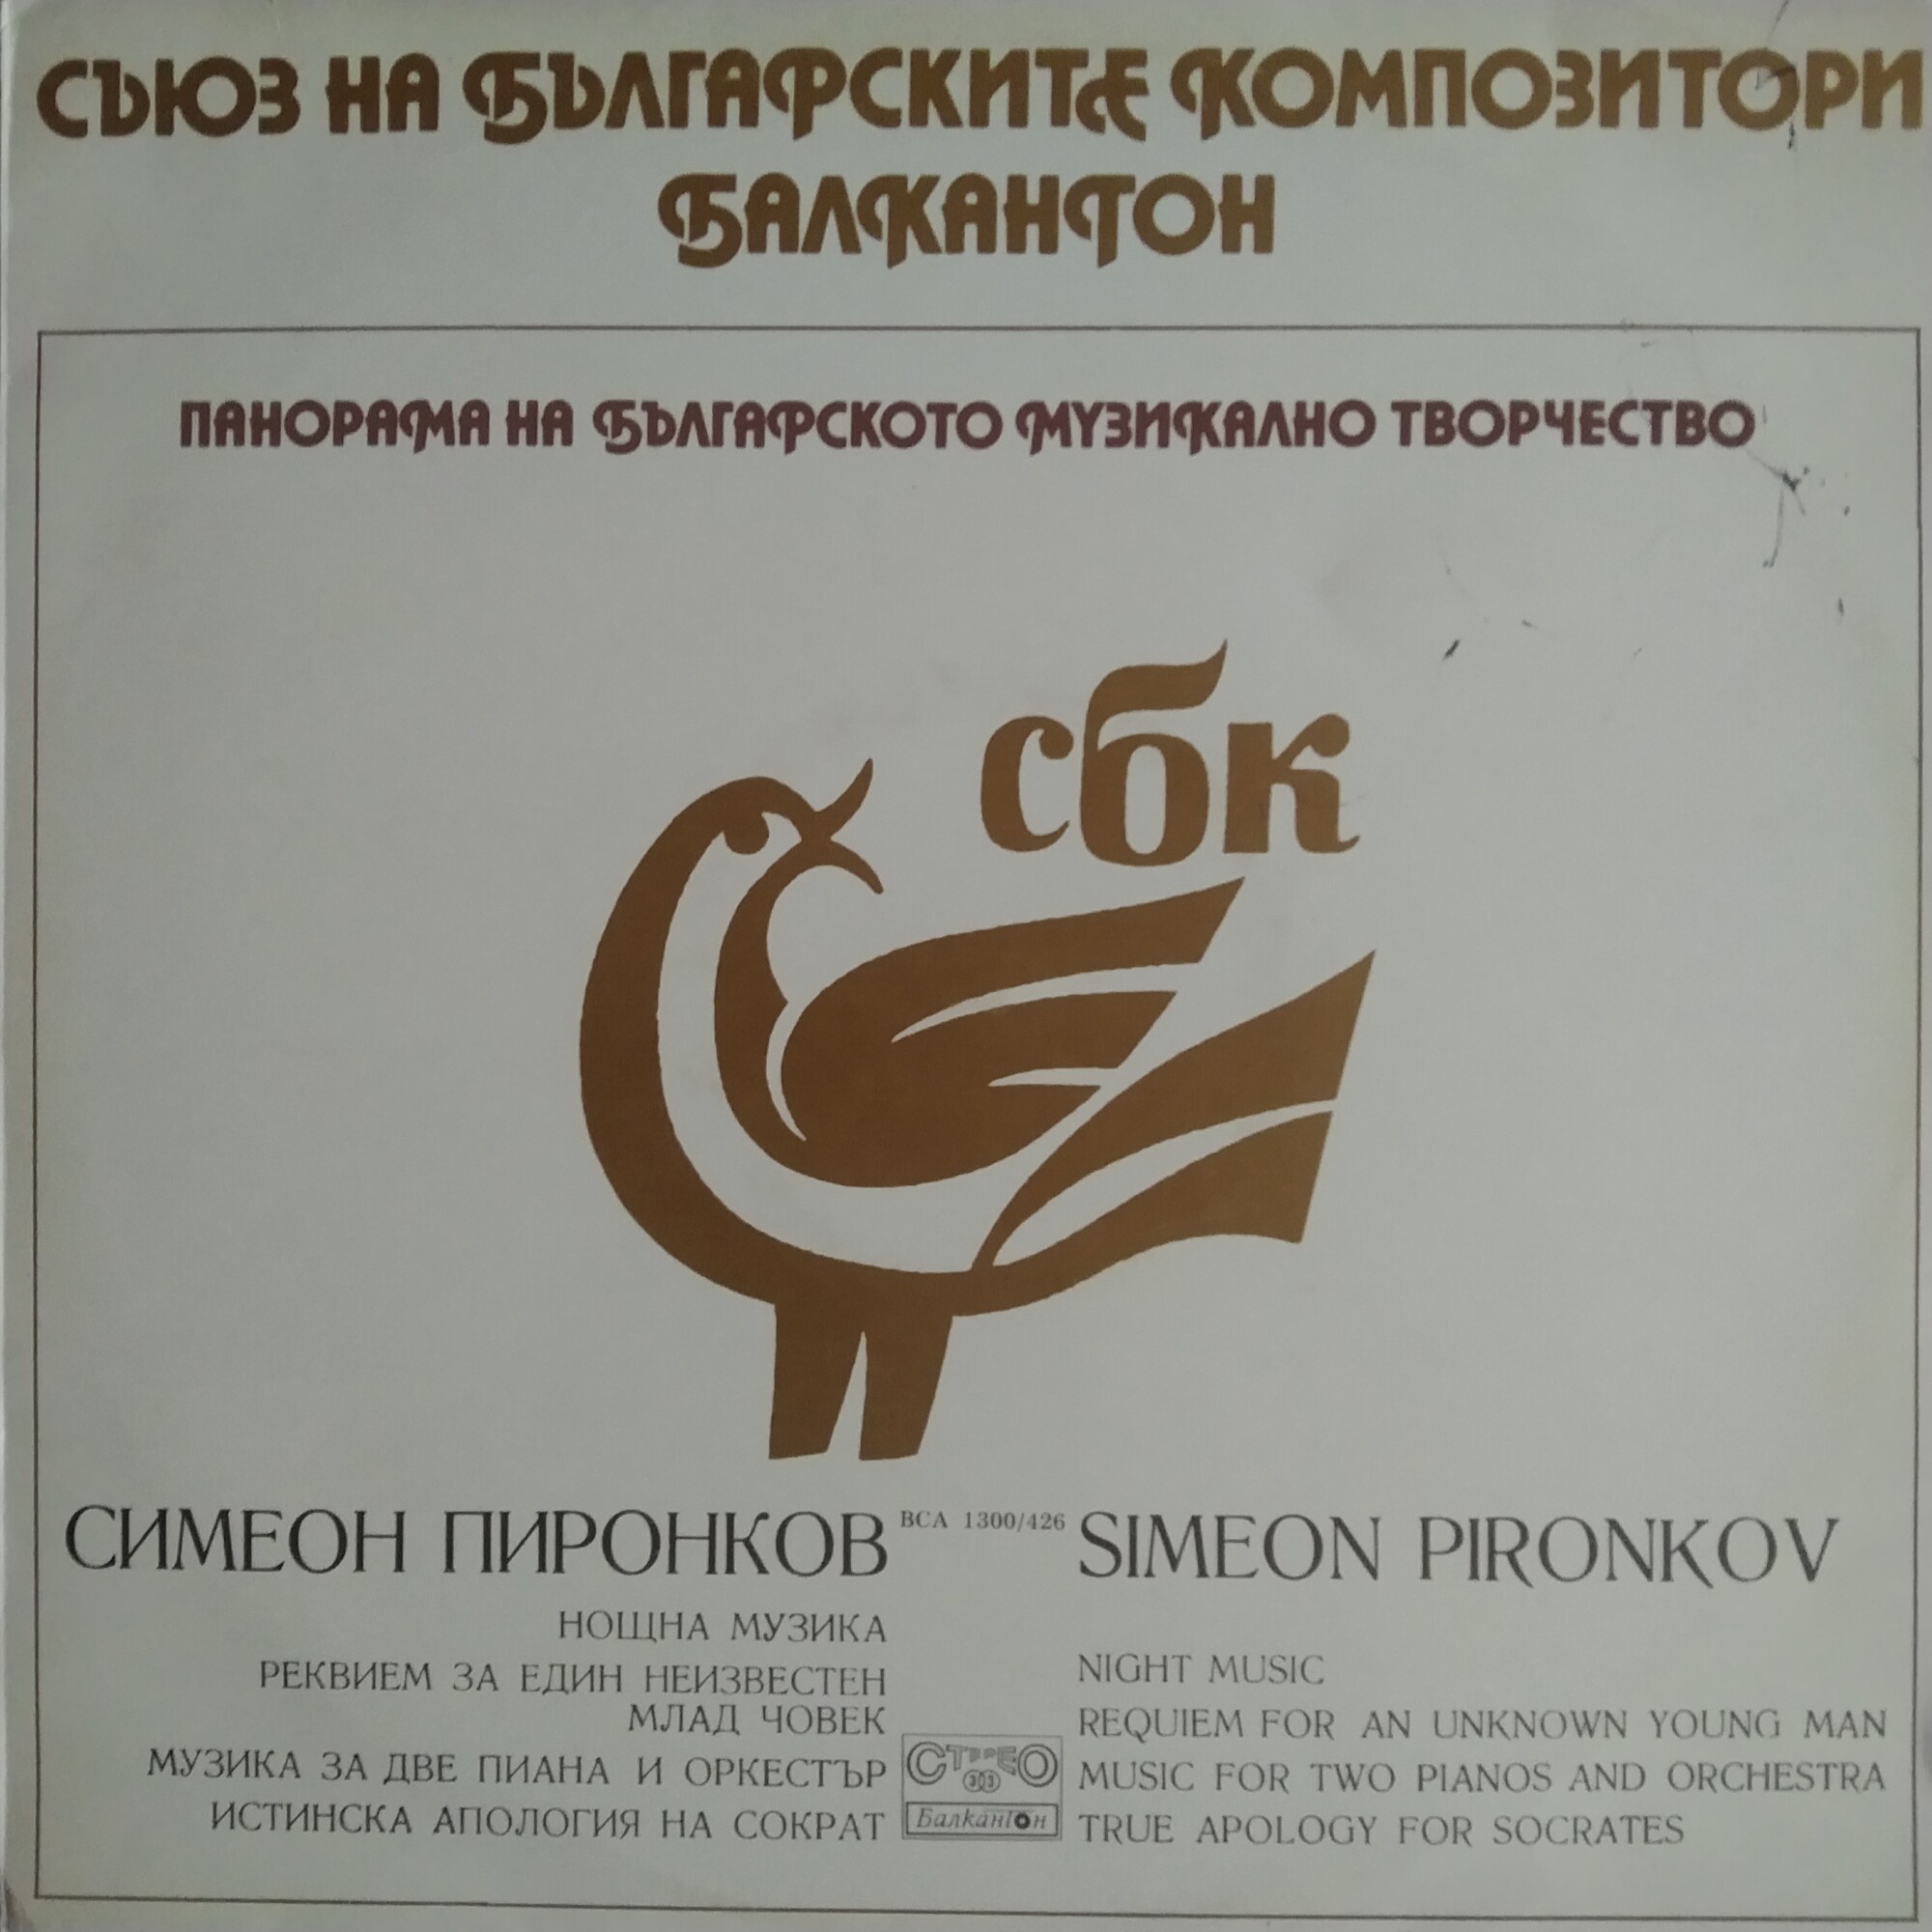 СЪЮЗ НА БЪЛГАРСКИТЕ КОМПОЗИТОРИ
БАЛКАНТОН
ПАНОРАМА НА БЪЛГАРСКОТО МУЗИКАЛНО ТВОРЧЕСТВО
сбк
СИМЕОН ПИРОНКОВ
НОЩНА МУЗИКА
РЕКВИЕМ ЗА ЕДИН НЕИЗВЕСТЕН
МЛАД ЧОВЕК
МУЗИКА ЗА ДВЕ ПИАНА И ОРКЕСТЪР
ИСТИНСКА АПОЛОГИЯ НА СОКРАТ
ВСА 1300/426
СТЕРЕО
303
Балкантон
SIMEON PIRONKOV
NIGHT MUSIC
REQUIEM FOR AN UNKNOWN YOUNG MAN
MUSIC FOR TWO PIANOS AND ORCHESTRA
TRUE APOLOGY FOR SOCRATES